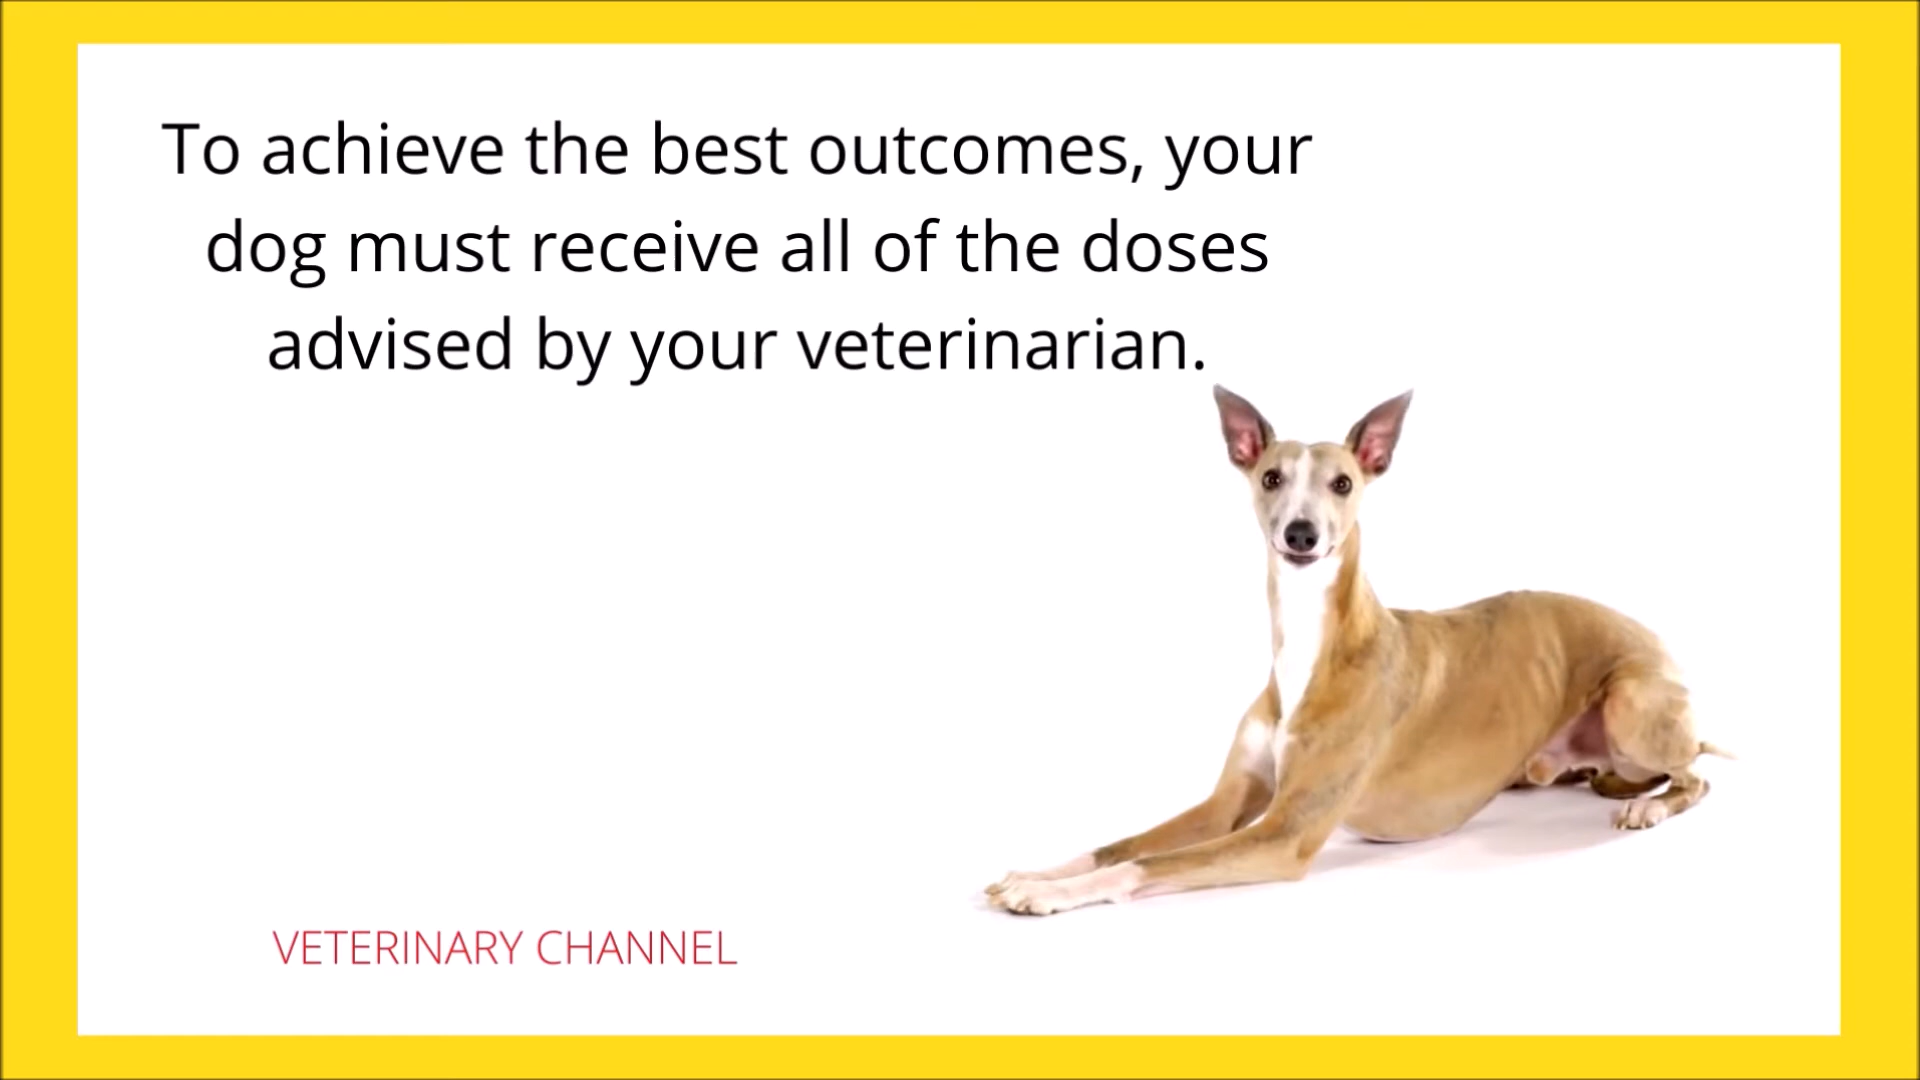 To achieve the best outcomes, your
dog must receive all of the doses
advised by your veterinarian.
VETERINARY CHANNEL